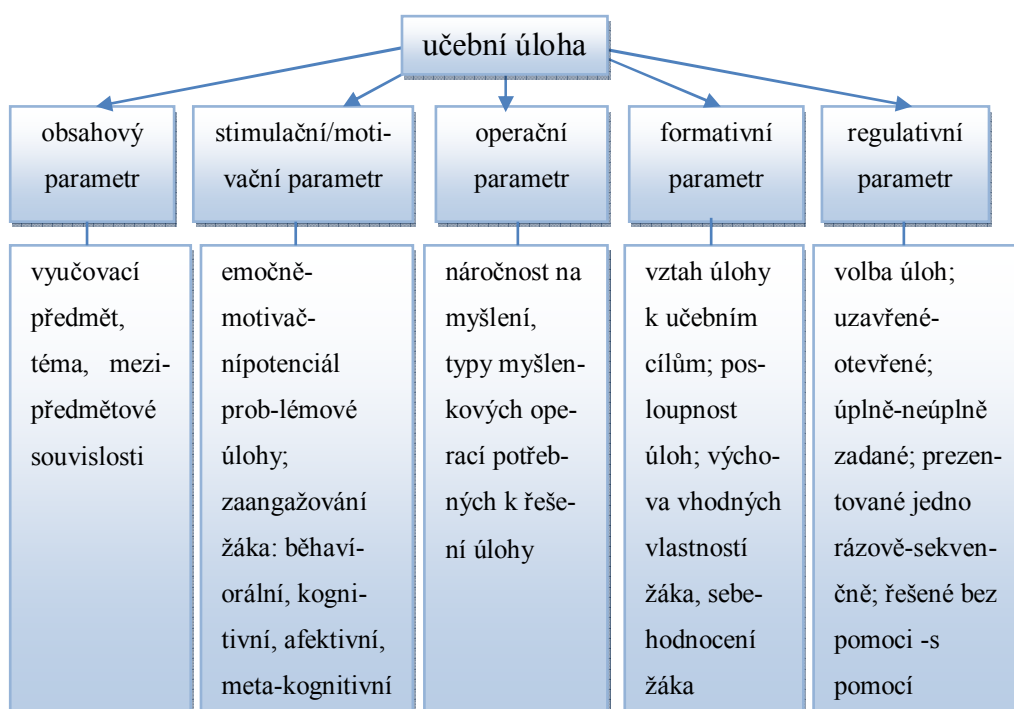 učební úloha
obsahový
parametr
stimulační/moti-
vační parametr
operační
parametr
formativní
parametr
regulativní
parametr
vyučovací
předmět,
téma, mezi-
předmětové
souvislosti
emočně-
motivač-
nípotenciál
prob-lémové
úlohy;
zaangažování
žáka: běhaví-
orální, kogni-
tivní, afektivní,
meta-kognitivní
náročnost na
myšlení,
typy myšlen-
kových ope-
rací potřeb-
ných k řeše-
ní úlohy
vztah úlohy
k učebním
cílům; pos-
loupnost
úloh; výcho-
va vhodných
vlastností
žáka, sebe-
hodnocení
žáka
volba úloh;
uzavřené-
otevřené;
úplně-neúplně
zadané; prezen-
tované jedno
rázově-sekven-
čně; řešené bez
pomoci -s
pomocí